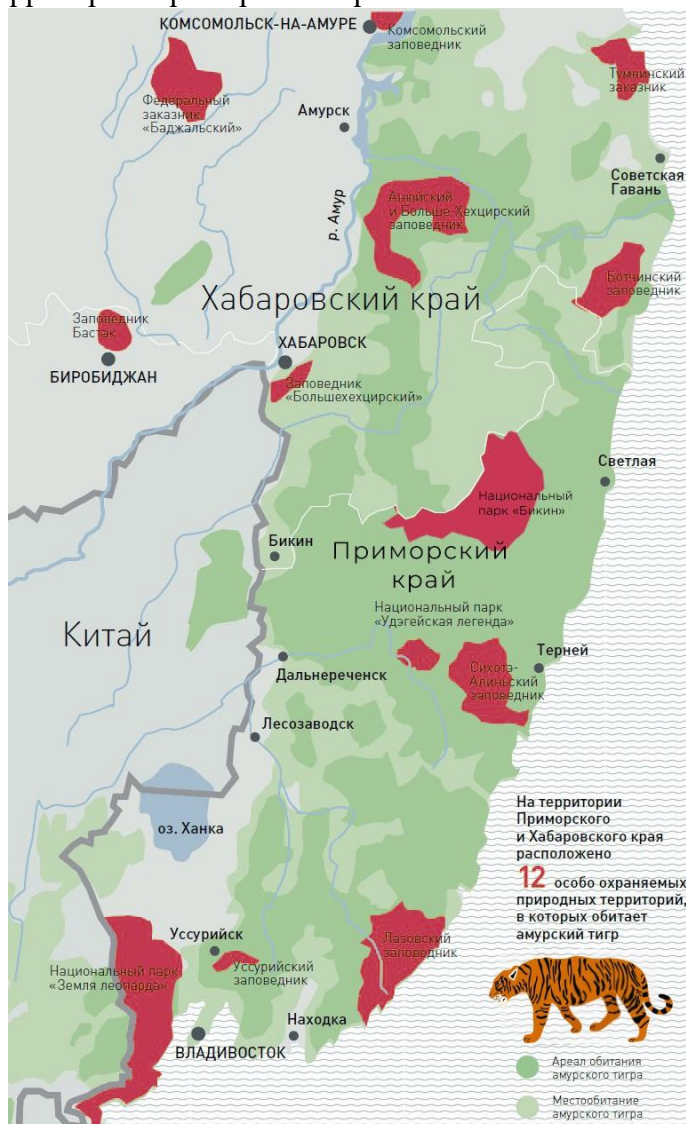 КОМСОМОЛЬСК-НА-АМУРЕ
Комсомольский
заповедник
Тумнинский
заказник
Федеральный
заказник
«Баджальский»
Амурск
Советская
Гавань
Анюйский
и Больше-Хехцирский
заповедник
р. Амур
Ботчинский
заповедник
Хабаровский край
Заповедник
Бастак
ХАБАРОВСК
БИРОБИДЖАН
Заповедник
«Большехехцирский»
Светлая
Национальный
парк «Бикин»
Бикин
Приморский
край
Национальный парк
«Удэгейская легенда»
Китай
Терней
Сихотэ-
Алиньский
заповедник
Дальнереченск
Лесозаводск
оз. Ханка
На территории
Приморского
и Хабаровского края
расположено
12 особо охраняемых
природных территорий,
в которых обитает
амурский тигр
Уссурийск
Лазовский
заповедник
Национальный парк
«Земля леопарда»
Уссурийский
заповедник
Находка
ВЛАДИВОСТОК
Ареал обитания
амурского тигра
Местообитание
амурского тигра